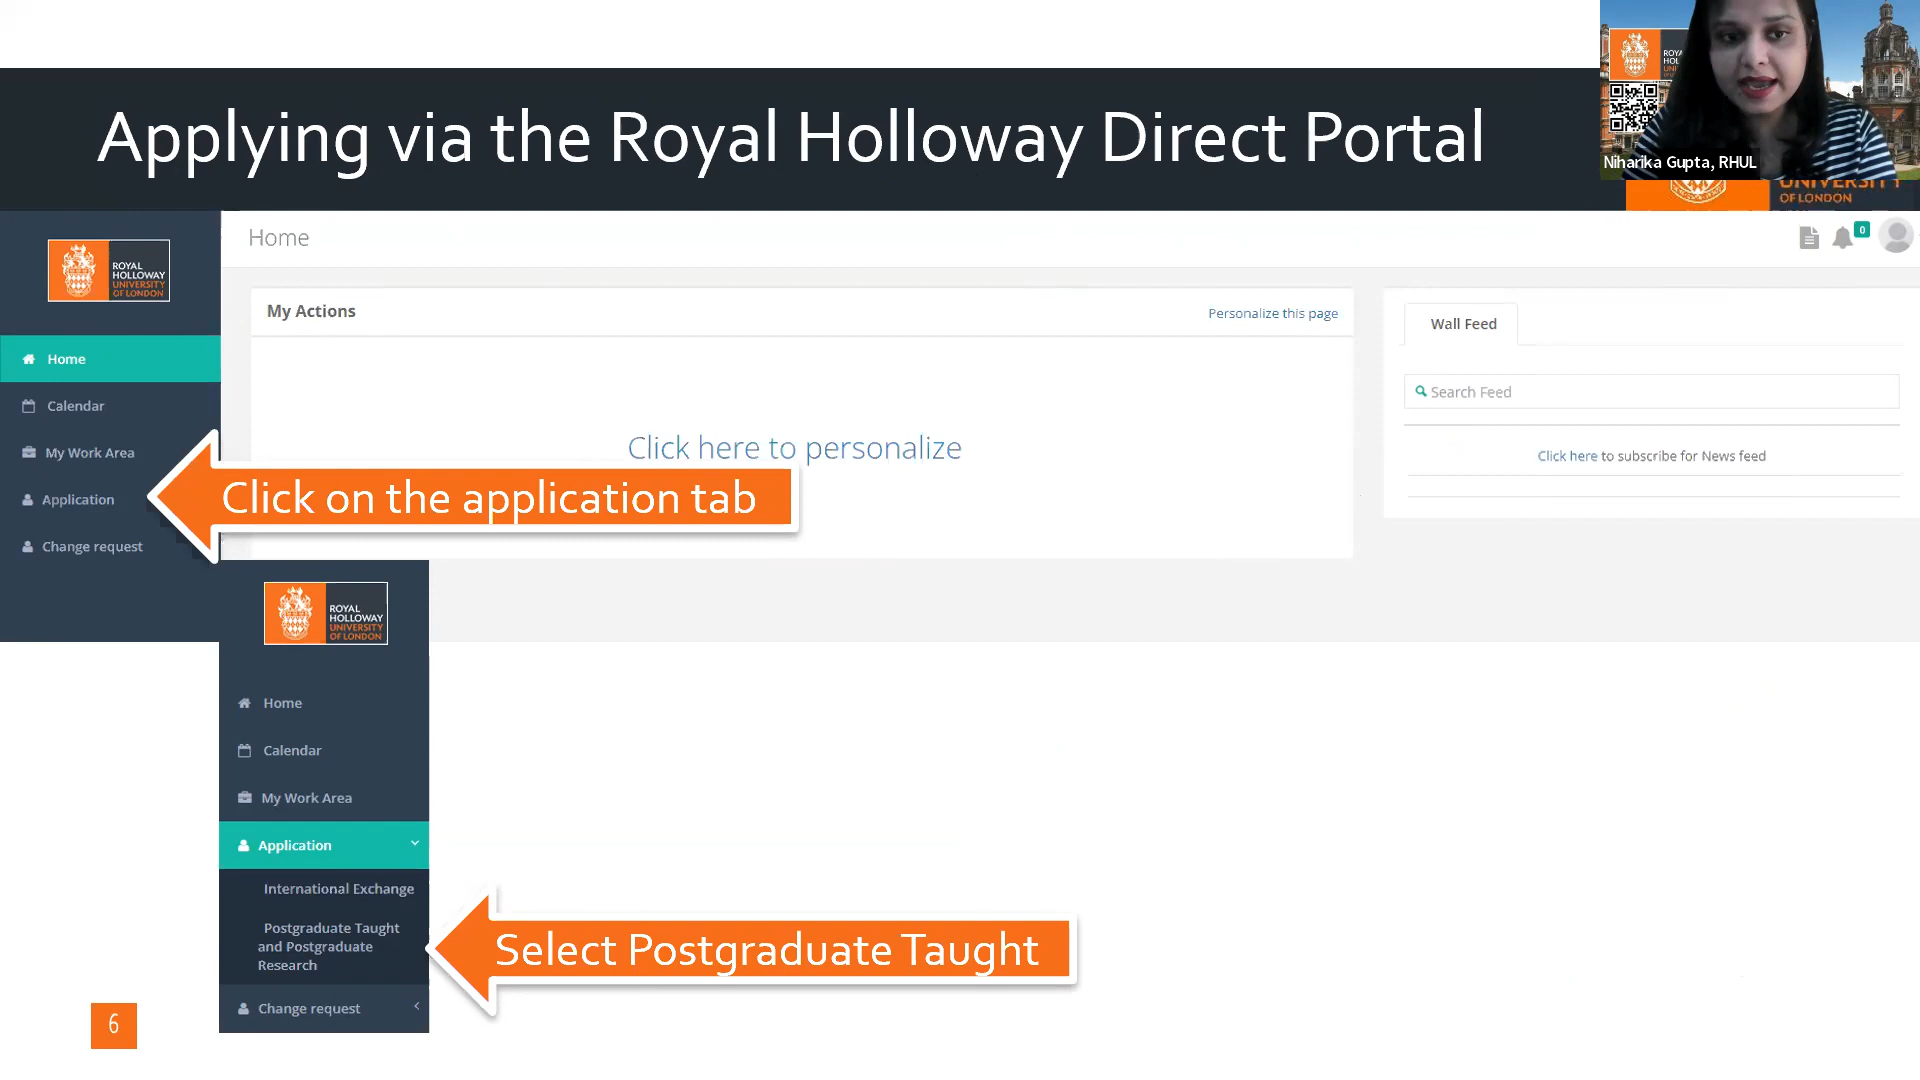 Applying via the Royal Holloway Direct Portal
Niharika Gupta, RHUL
UNIVERSITY
OF LONDON
ROYAL
HOLLOWAY
UNIVERSITY
OF LONDON
Home
0
My Actions
Personalize this page
Wall Feed
Home
Search Feed
Calendar
My Work Area
Click here to personalize
Click here to subscribe for News feed
Application
Click on the application tab
Change request
ROYAL
HOLLOWAY
UNIVERSITY
OF LONDON
Home
Calendar
My Work Area
Application
International Exchange
Postgraduate Taught
and Postgraduate
Research
Select Postgraduate Taught
Change request
6